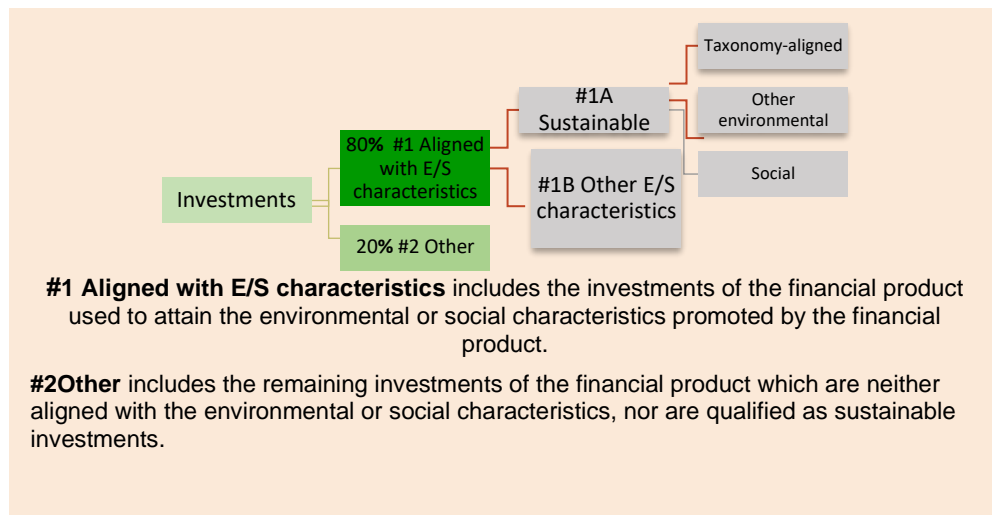 Taxonomy-aligned
#1A
Sustainable
Other
environmental
80% #1 Aligned
with E/S
characteristics
#1B Other E/S
characteristics
Social
Investments
20% #2 Other
#1 Aligned with E/S characteristics includes the investments of the financial product
used to attain the environmental or social characteristics promoted by the financial
product.
#2Other includes the remaining investments of the financial product which are neither
aligned with the environmental or social characteristics, nor are qualified as sustainable
investments.